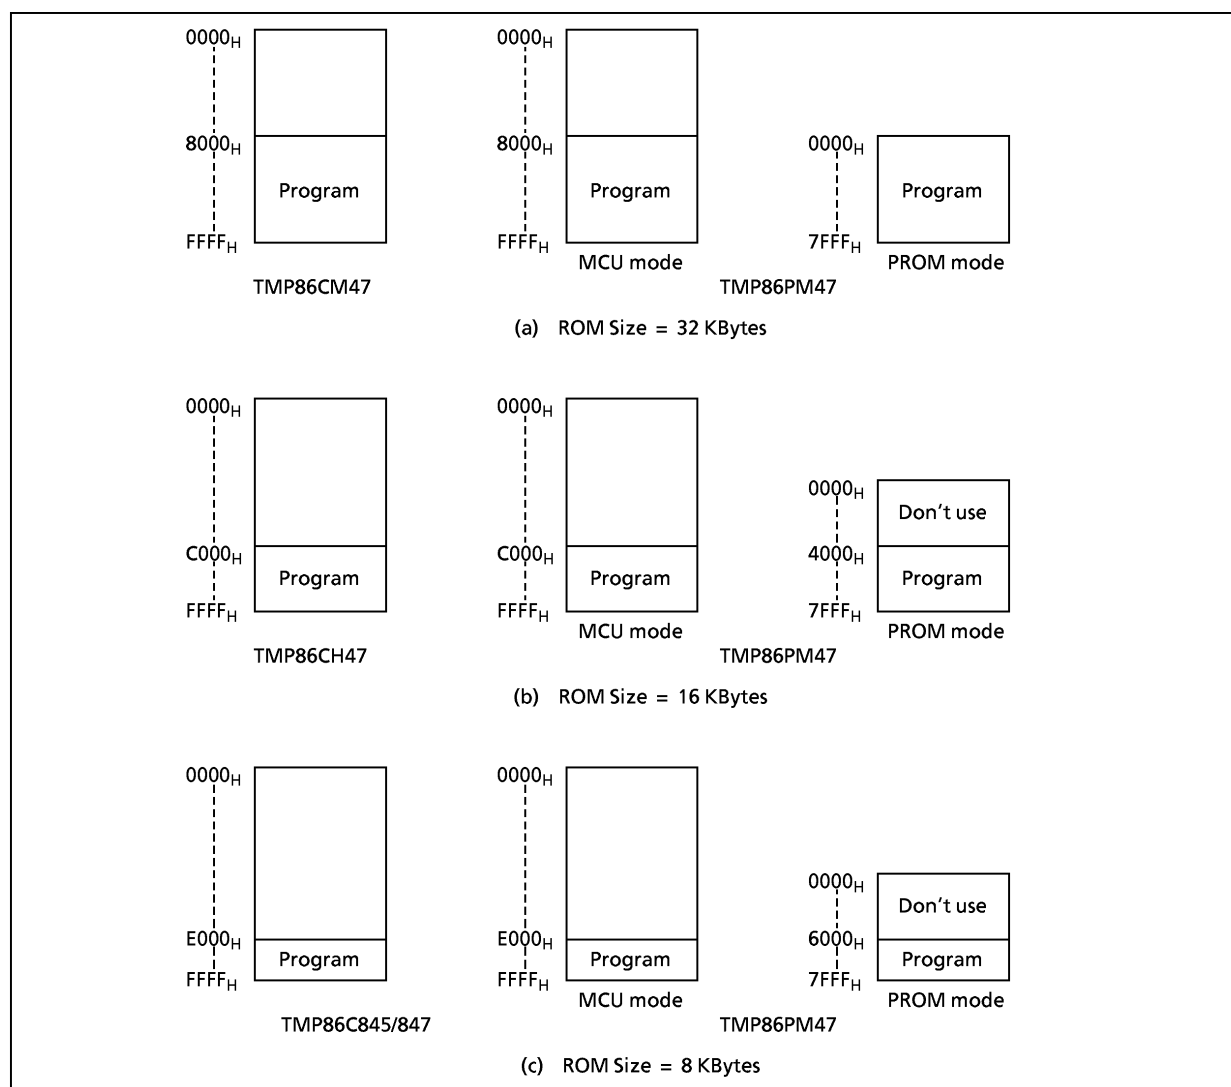 0000H 0000H
8000H 8000H 0000H
Program Program Program
FFFFH FFFFH 7FFFH
MCU mode PROM mode
TMP86CM47 TMP86PM47
(a) ROM Size = 32 KBytes
0000H 0000H
0000H Don't use
C000H C000H 4000H
Program Program Program
FFFFH FFFFH 7FFFH
MCU mode PROM mode
TMP86CH47 TMP86PM47
(b) ROM Size = 16 KBytes
0000H 0000H
0000H Don't use
E000H E000H 6000H
Program Program Program
FFFFH FFFFH 7FFFH
MCU mode PROM mode
TMP86C845/847 TMP86PM47
(c) ROM Size = 8 KBytes